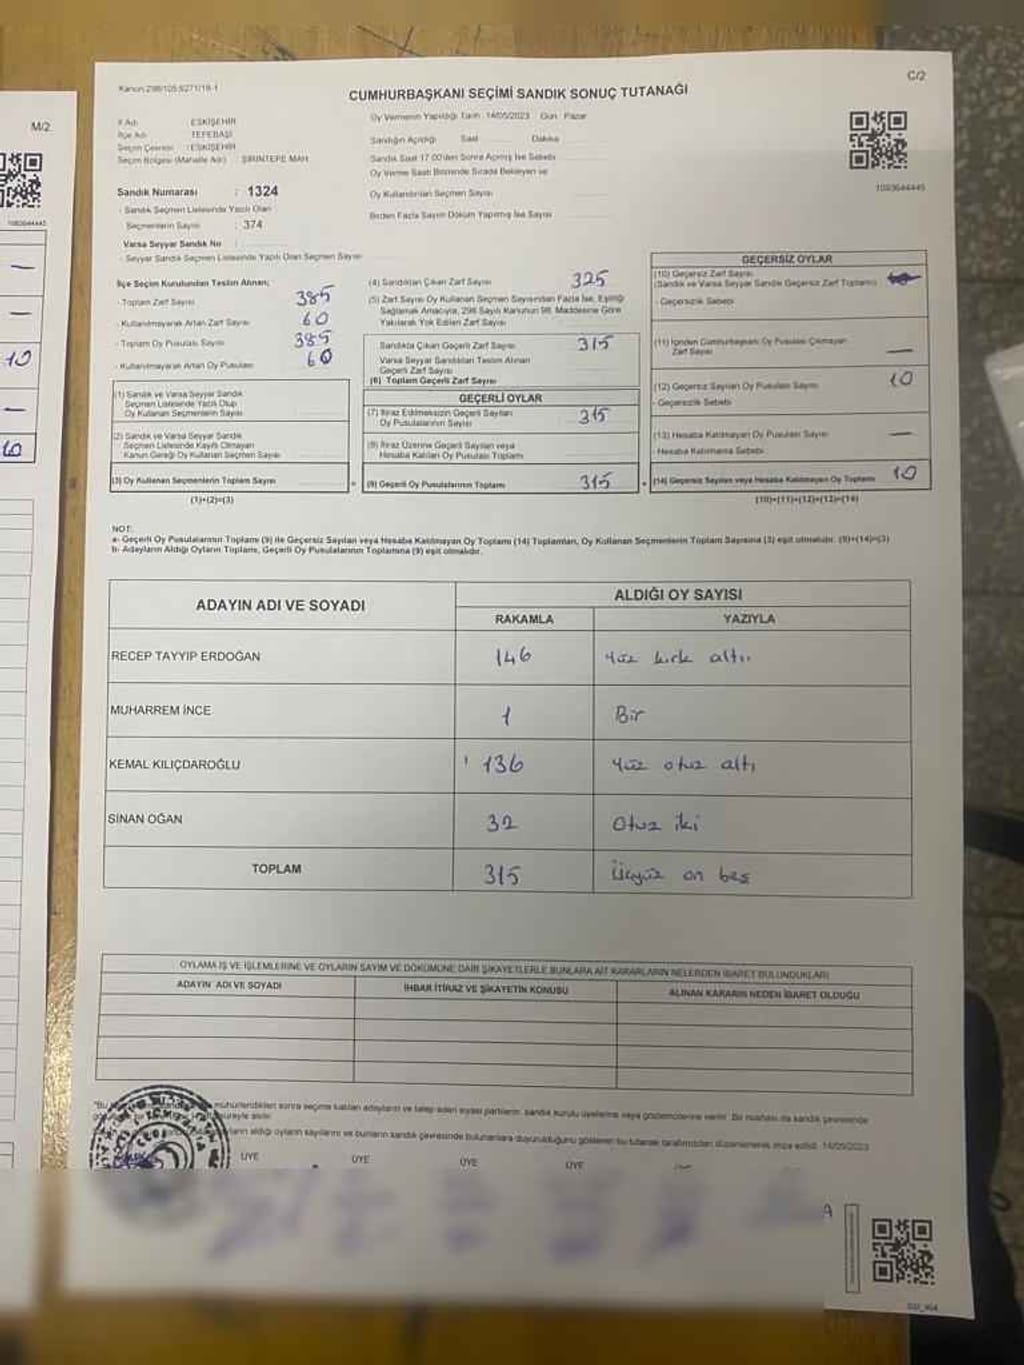 M/2
C/2
Kanun:298/105;6271/19-1
CUMHURBAŞKANI SEÇİMİ SANDIK SONUÇ TUTANAĞI
İl Adı : ESKİŞEHİR
İlçe Adı : TEPEBAŞI
Seçim Çevresi : ESKİŞEHİR
Seçim Bölgesi (Mahalle Adı) : ŞİRİNTEPE MAH.
Oy Vermenin Yapıldığı Tarih : 14/05/2023 Gün : Pazar
Sandığın Açıldığı Saat Dakika
Sandık Saat 17.00'den Sonra Açılmış İse Sebebi
Oy Verme Saati Bitiminde Sırada Bekleyen ve
Oy Kullandırılan Seçmen Sayısı
Birden Fazla Sayım Döküm Yapılmış İse Sayısı
1083644445
1083644445
Sandık Numarası : 1324
- Sandık Seçmen Listesinde Yazılı Olan
Seçmenlerin Sayısı : 374
Varsa Seyyar Sandık No :
- Seyyar Sandık Seçmen Listesinde Yazılı Olan Seçmen Sayısı
İlçe Seçim Kurulundan Teslim Alınan;
- Toplam Zarf Sayısı 385
- Kullanılmayarak Artan Zarf Sayısı 60
- Toplam Oy Pusulası Sayısı 385
- Kullanılmayarak Artan Oy Pusulası 60
(1) Sandık ve Varsa Seyyar Sandık
Seçmen Listesinde Yazılı Olup
Oy Kullanan Seçmenlerin Sayısı
(2) Sandık ve Varsa Seyyar Sandık
Seçmen Listesinde Kayıtlı Olmayan
Kanun Gereği Oy Kullanan Seçmen Sayısı
(3) Oy Kullanan Seçmenlerin Toplam Sayısı
(1)+(2)=(3)
(4) Sandıktan Çıkan Zarf Sayısı 325
(5) Zarf Sayısı Oy Kullanan Seçmen Sayısından Fazla İse, Eşitliği
Sağlamak Amacıyla, 298 Sayılı Kanunun 98. Maddesine Göre
Yakılarak Yok Edilen Zarf Sayısı
Sandıkta Çıkan Geçerli Zarf Sayısı 315
Varsa Seyyar Sandıktan Teslim Alınan
Geçerli Zarf Sayısı
(6) Toplam Geçerli Zarf Sayısı
GEÇERLİ OYLAR
(7) İtiraz Edilmeksizin Geçerli Sayılan
Oy Pusulalarının Sayısı 315
(8) İtiraz Üzerine Geçerli Sayılan veya
Hesaba Katılan Oy Pusulası Toplamı
(9) Geçerli Oy Pusulalarının Toplamı 315
GEÇERSİZ OYLAR
(10) Geçersiz Zarf Sayısı
(Sandık ve Varsa Seyyar Sandık Geçersiz Zarf Toplamı)
- Geçersizlik Sebebi
(11) İçinden Cumhurbaşkanı Oy Pusulası Çıkmayan
Zarf Sayısı —
(12) Geçersiz Sayılan Oy Pusulası Sayısı 10
- Geçersizlik Sebebi
(13) Hesaba Katılmayan Oy Pusulası Sayısı —
- Hesaba Katılmama Sebebi
(14) Geçersiz Sayılan veya Hesaba Katılmayan Oy Toplamı 10
(10)+(11)+(12)+(13)=(14)
10
NOT:
a- Geçerli Oy Pusulalarının Toplamı (9) ile Geçersiz Sayılan veya Hesaba Katılmayan Oy Toplamı (14) Toplamları, Oy Kullanan Seçmenlerin Toplam Sayısına (3) eşit olmalıdır. (9)+(14)=(3)
b- Adayların Aldığı Oyların Toplamı, Geçerli Oy Pusulalarının Toplamına (9) eşit olmalıdır.
ADAYIN ADI VE SOYADI
ALDIĞI OY SAYISI
RAKAMLA YAZIYLA
RECEP TAYYIP ERDOĞAN 146 Yüz kırk altı
MUHARREM İNCE 1 Bir
KEMAL KILIÇDAROĞLU 136 Yüz otuz altı
SİNAN OĞAN 32 Otuz iki
TOPLAM 315 Üçyüz on beş
OYLAMA İŞ VE İŞLEMLERİNE VE OYLARIN SAYIM VE DÖKÜMÜNE DAİR ŞİKAYETLERLE BUNLARA AİT KARARLARIN NELERDEN İBARET BULUNDUKLARI
ADAYIN ADI VE SOYADI İHBAR İTİRAZ VE ŞİKAYETİN KONUSU ALINAN KARARIN NEDEN İBARET OLDUĞU
mühürlendikten sonra seçime katılan adayların ve talep eden siyasi partilerin, sandık kurulu üyelerine veya gözlemcilerine verilir. Bir nüshası da sandık çevresinde
süreyle asılır.
aldığı oyların sayılarını ve bunların sandık çevresinde bulunanlara duyurulduğunu gösteren bu tutanak tarafımızdan düzenlenerek imza edildi. 14/05/2023
ÜYE ÜYE ÜYE ÜYE